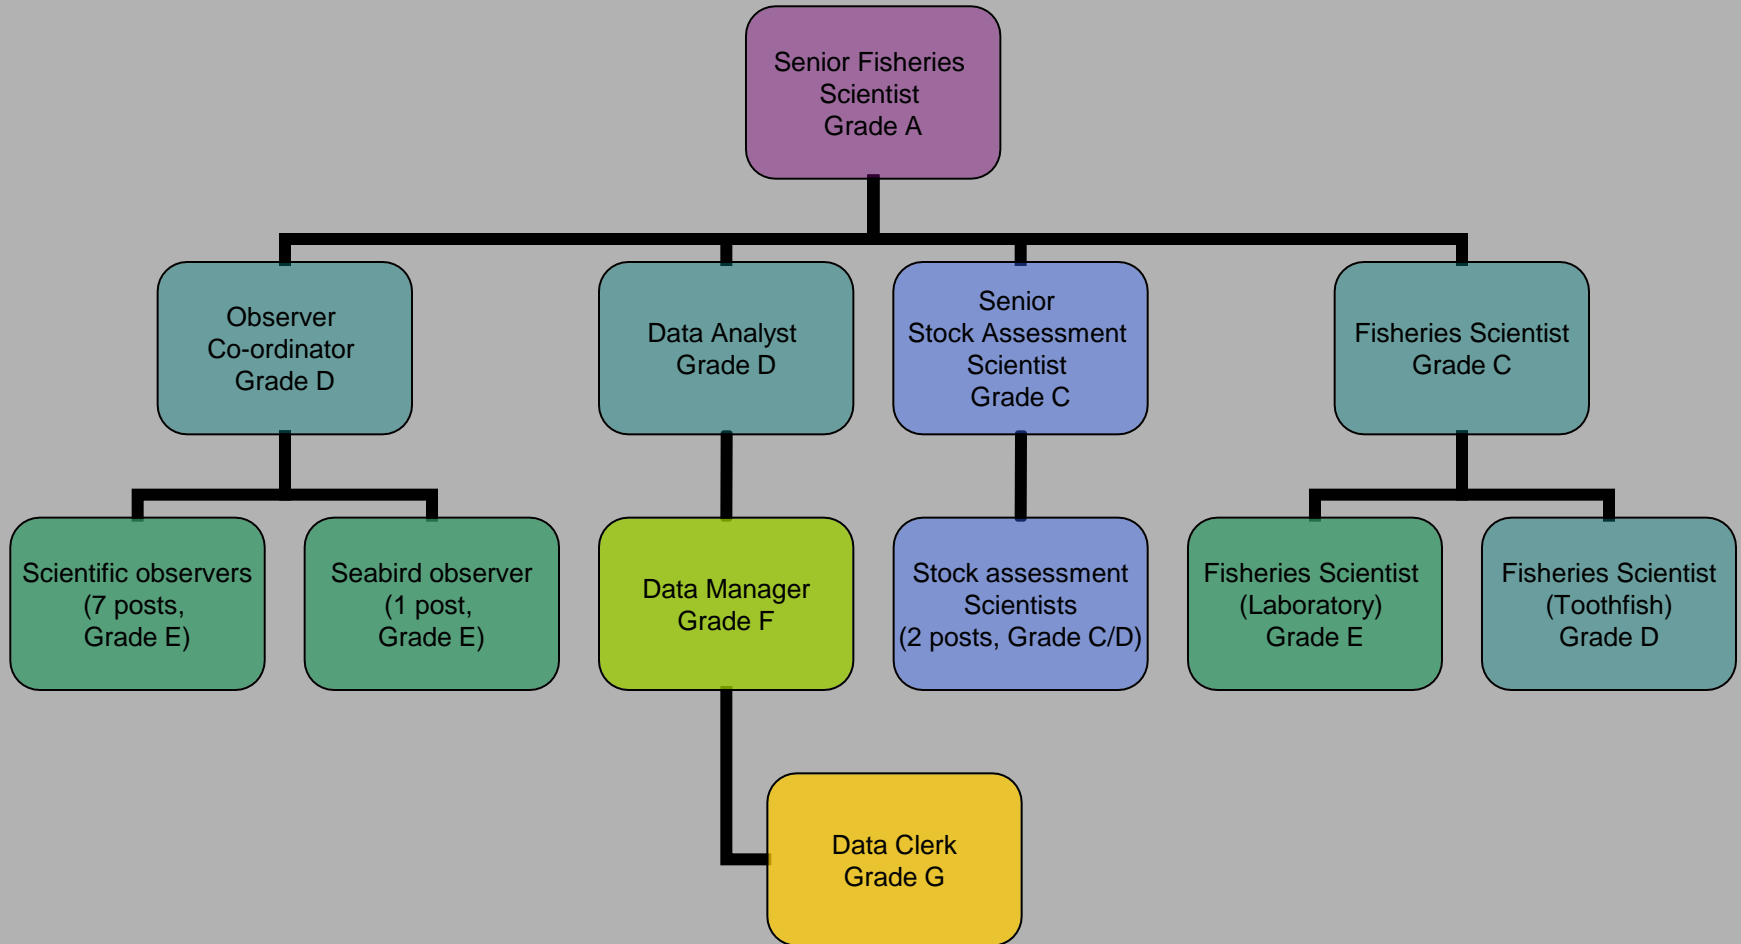 Senior Fisheries
Scientist
Grade A
Observer
Co-ordinator
Grade D
Data Analyst
Grade D
Senior
Stock Assessment
Scientist
Grade C
Fisheries Scientist
Grade C
Scientific observers
(7 posts,
Grade E)
Seabird observer
(1 post,
Grade E)
Data Manager
Grade F
Stock assessment
Scientists
(2 posts, Grade C/D)
Fisheries Scientist
(Laboratory)
Grade E
Fisheries Scientist
(Toothfish)
Grade D
Data Clerk
Grade G